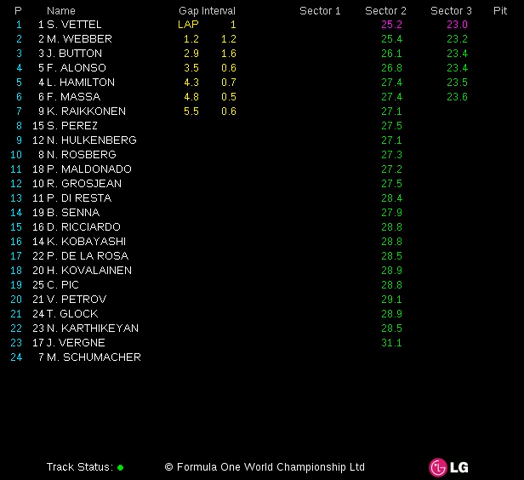 P Name Gap Interval Sector 1 Sector 2 Sector 3 Pit
1 1 S. VETTEL LAP 1 25.2 23.0
2 2 M. WEBBER 1.2 1.2 25.4 23.2
3 3 J. BUTTON 2.9 1.6 26.1 23.4
4 5 F. ALONSO 3.5 0.6 26.8 23.4
5 4 L. HAMILTON 4.3 0.7 27.4 23.5
6 6 F. MASSA 4.8 0.5 27.4 23.6
7 9 K. RAIKKONEN 5.5 0.6 27.1
8 15 S. PEREZ 27.5
9 12 N. HULKENBERG 27.1
10 8 N. ROSBERG 27.3
11 18 P. MALDONADO 27.2
12 10 R. GROSJEAN 27.5
13 11 P. DI RESTA 28.4
14 19 B. SENNA 27.9
15 16 D. RICCIARDO 28.8
16 14 K. KOBAYASHI 28.8
17 22 P. DE LA ROSA 28.5
18 20 H. KOVALAINEN 28.9
19 25 C. PIC 28.8
20 21 V. PETROV 29.1
21 24 T. GLOCK 28.9
22 23 N. KARTHIKEYAN 28.5
23 17 J. VERGNE 31.1
24 7 M. SCHUMACHER
Track Status: © Formula One World Championship Ltd LG